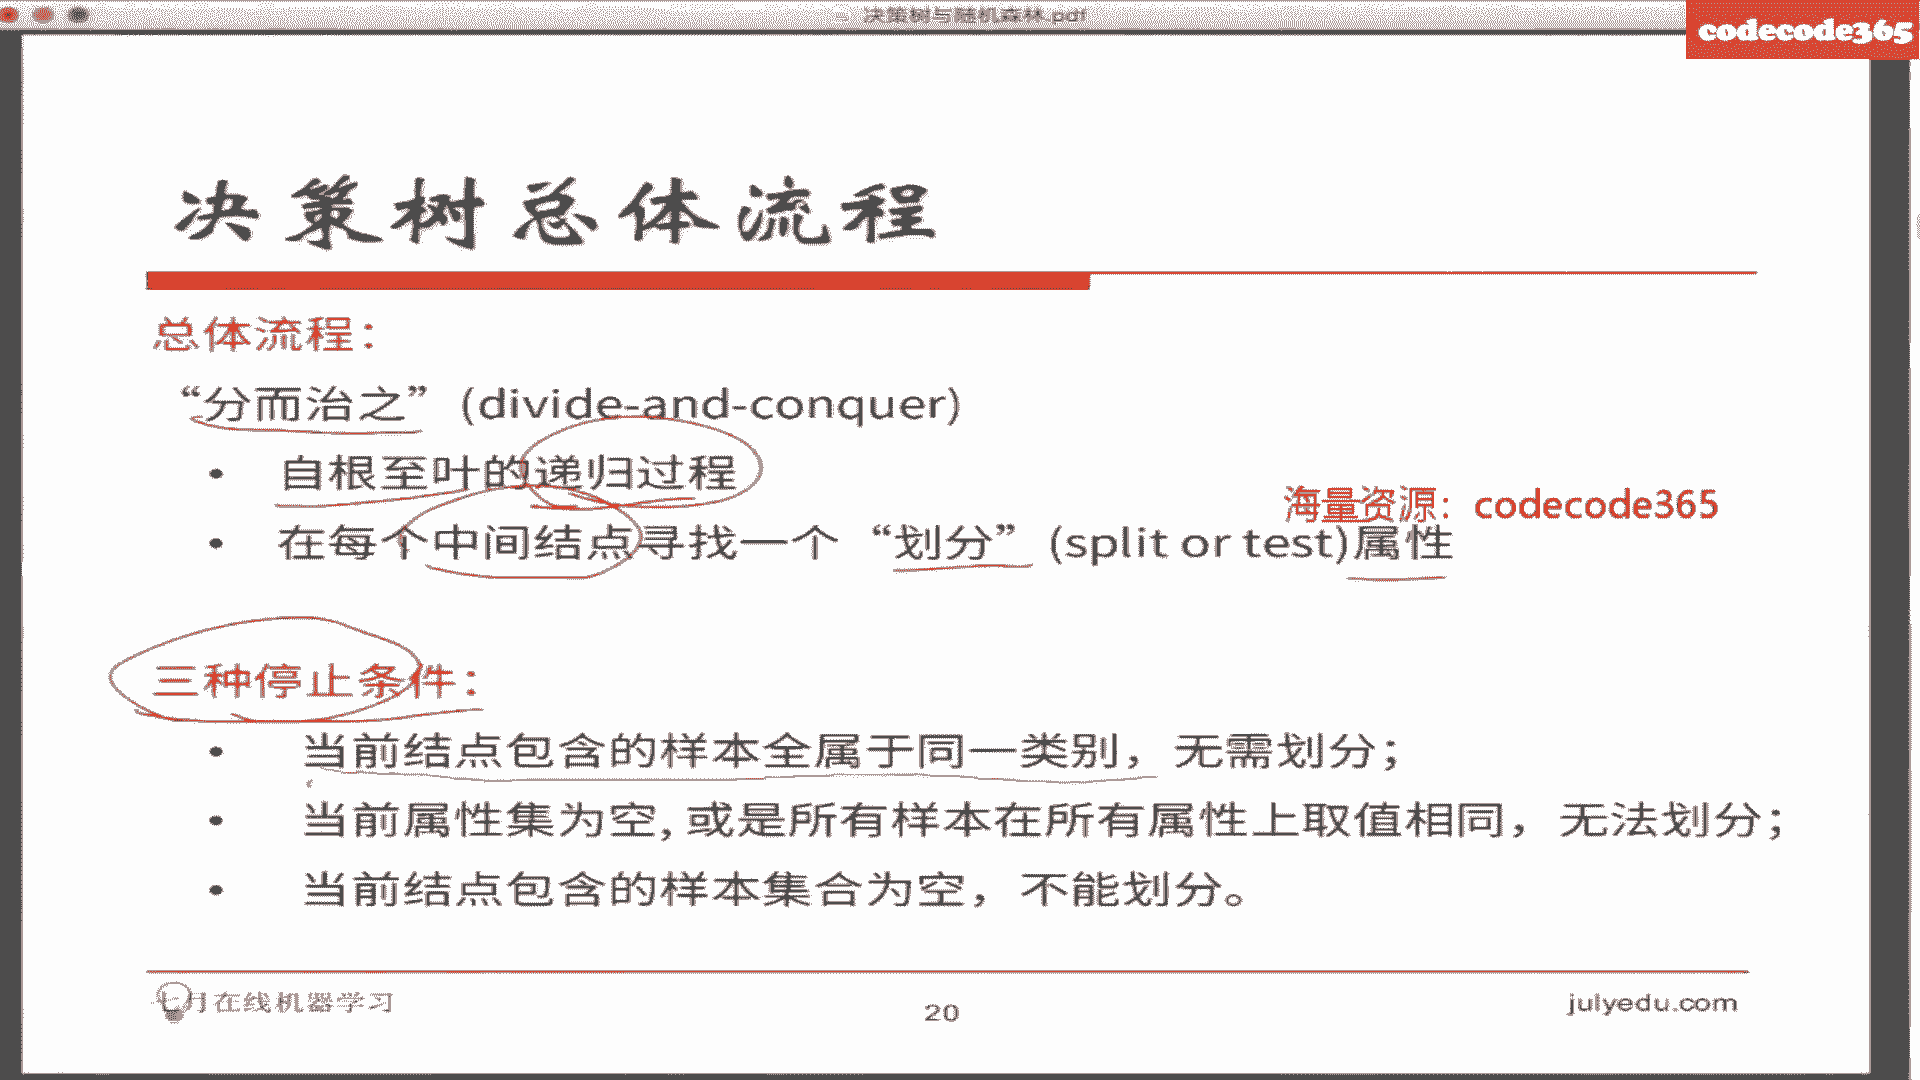 决策树与随机森林.pdf
codecode365
决策树总体流程
总体流程：
“分而治之”(divide-and-conquer)
• 自根至叶的递归过程
海量资源：codecode365
• 在每个中间结点寻找一个“划分”(split or test)属性
三种停止条件：
• 当前结点包含的样本全属于同一类别，无需划分；
• 当前属性集为空, 或是所有样本在所有属性上取值相同，无法划分；
• 当前结点包含的样本集合为空，不能划分。
七月在线机器学习
20
julyedu.com